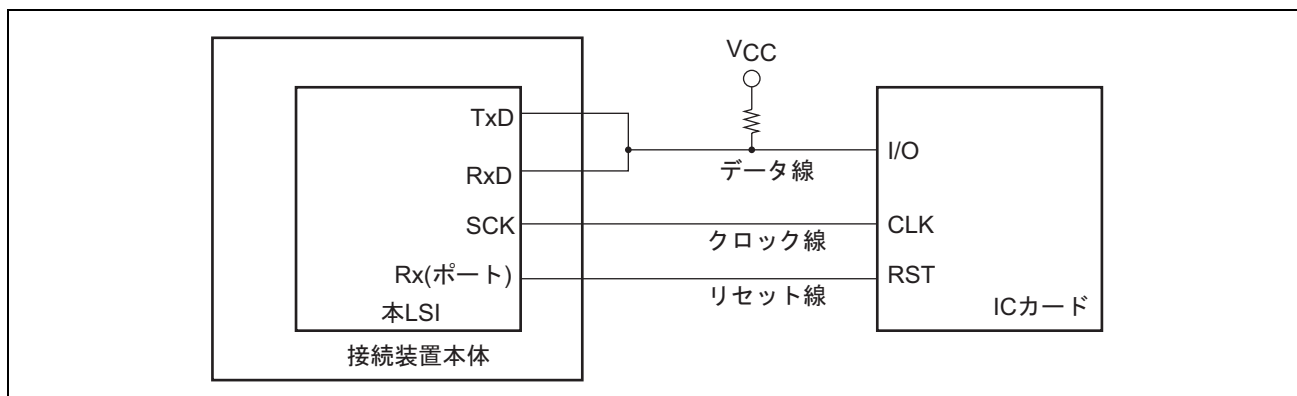 VCC
TxD
RxD
SCK
Rx(ポート)
本LSI
接続装置本体
データ線
クロック線
リセット線
I/O
CLK
RST
ICカード